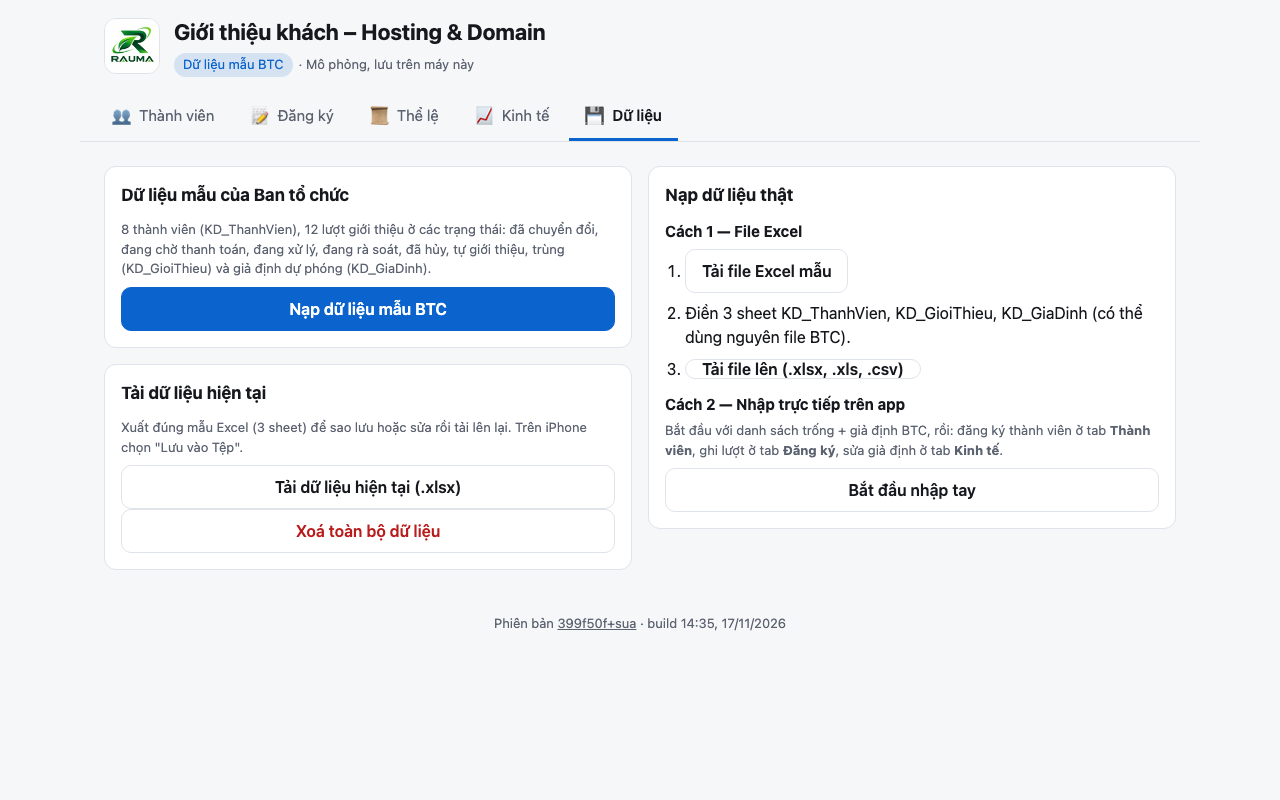 RAUMA
Giới thiệu khách – Hosting & Domain
Dữ liệu mẫu BTC · Mô phỏng, lưu trên máy này
Thành viên
Đăng ký
Thể lệ
Kinh tế
Dữ liệu
Dữ liệu mẫu của Ban tổ chức
8 thành viên (KD_ThanhVien), 12 lượt giới thiệu ở các trạng thái: đã chuyển đổi,
đang chờ thanh toán, đang xử lý, đang rà soát, đã hủy, tự giới thiệu, trùng
(KD_GioiThieu) và giả định dự phóng (KD_GiaDinh).
Nạp dữ liệu mẫu BTC
Tải dữ liệu hiện tại
Xuất đúng mẫu Excel (3 sheet) để sao lưu hoặc sửa rồi tải lên lại. Trên iPhone
chọn "Lưu vào Tệp".
Tải dữ liệu hiện tại (.xlsx)
Xoá toàn bộ dữ liệu
Nạp dữ liệu thật
Cách 1 — File Excel
1. Tải file Excel mẫu
2. Điền 3 sheet KD_ThanhVien, KD_GioiThieu, KD_GiaDinh (có thể
dùng nguyên file BTC).
3. Tải file lên (.xlsx, .xls, .csv)
Cách 2 — Nhập trực tiếp trên app
Bắt đầu với danh sách trống + giả định BTC, rồi: đăng ký thành viên ở tab Thành
viên, ghi lượt ở tab Đăng ký, sửa giả định ở tab Kinh tế.
Bắt đầu nhập tay
Phiên bản 399f50f+sua · build 14:35, 17/11/2026